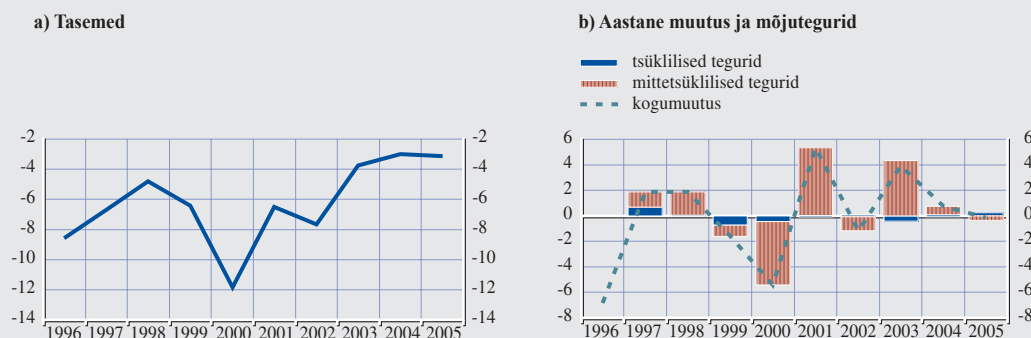 a) Tasemed
-2 -2
-4 -4
-6 -6
-8 -8
-10 -10
-12 -12
-14 -14
1996 1997 1998 1999 2000 2001 2002 2003 2004 2005
b) Aastane muutus ja mõjutegurid
tsüklilised tegurid
mittetsüklilised tegurid
kogumuutus
6 6
4 4
2 2
0 0
-2 -2
-4 -4
-6 -6
-8 -8
1996 1997 1998 1999 2000 2001 2002 2003 2004 2005